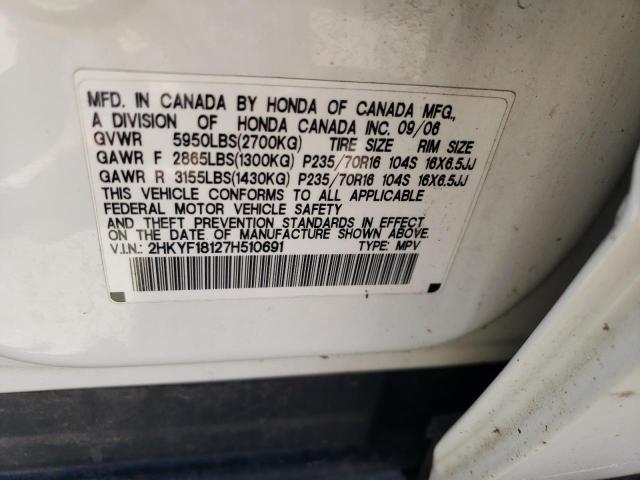 MFD. IN CANADA BY HONDA OF CANADA MFG.,
A DIVISION OF HONDA CANADA INC. 09/06
GVWR 5950LBS(2700KG) TIRE SIZE RIM SIZE
GAWR F 2865LBS(1300KG) P235/70R16 104S 16X6.5JJ
GAWR R 3155LBS(1430KG) P235/70R16 104S 16X6.5JJ
THIS VEHICLE CONFORMS TO ALL APPLICABLE
FEDERAL MOTOR VEHICLE SAFETY
AND THEFT PREVENTION STANDARDS IN EFFECT
ON THE DATE OF MANUFACTURE SHOWN ABOVE.
V.I.N.: 2HKYF18127H510691 TYPE: MPV